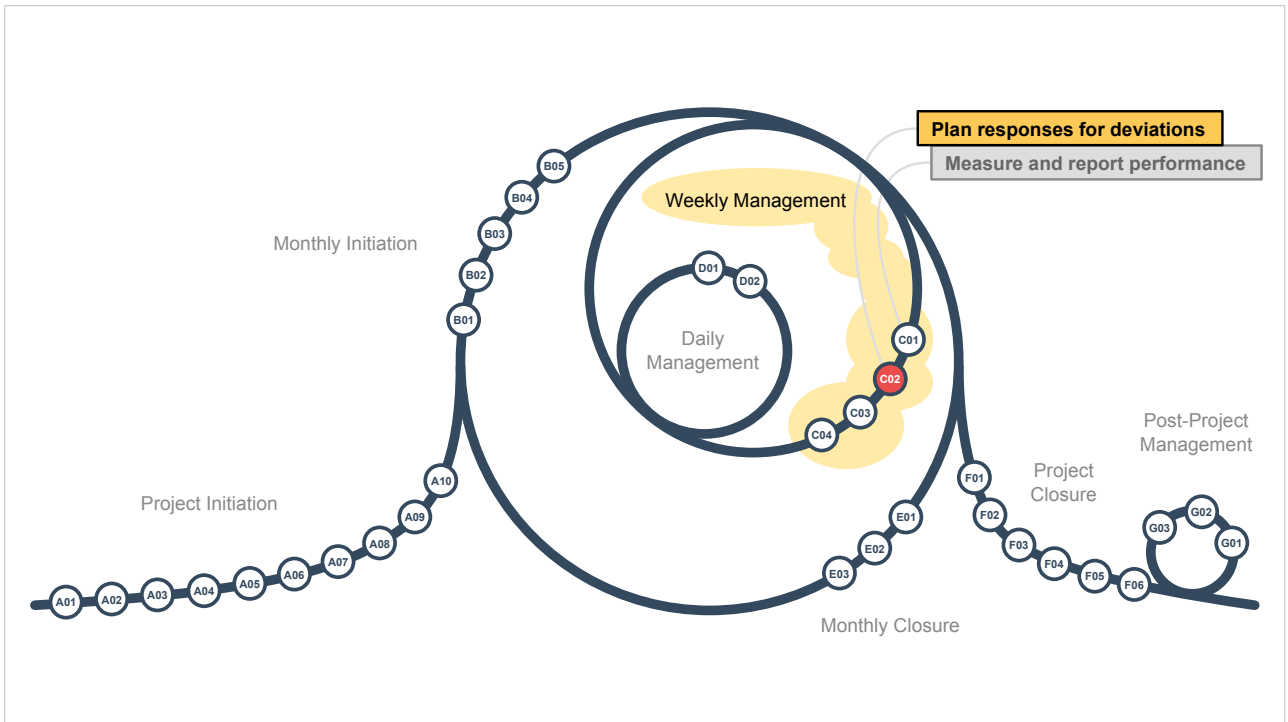 Plan responses for deviations
Measure and report performance
B05
B04
Weekly Management
B03
Monthly Initiation
B02
D01
D02
B01
C01
Daily
Management
C02
C03
C04
Post-Project
Management
A10
F01
Project
Closure
Project Initiation
A09
E01
F02
G03
G02
G01
A08
E02
F03
A07
A06
E03
F04
A05
A04
F05
F06
A03
A02
A01
Monthly Closure